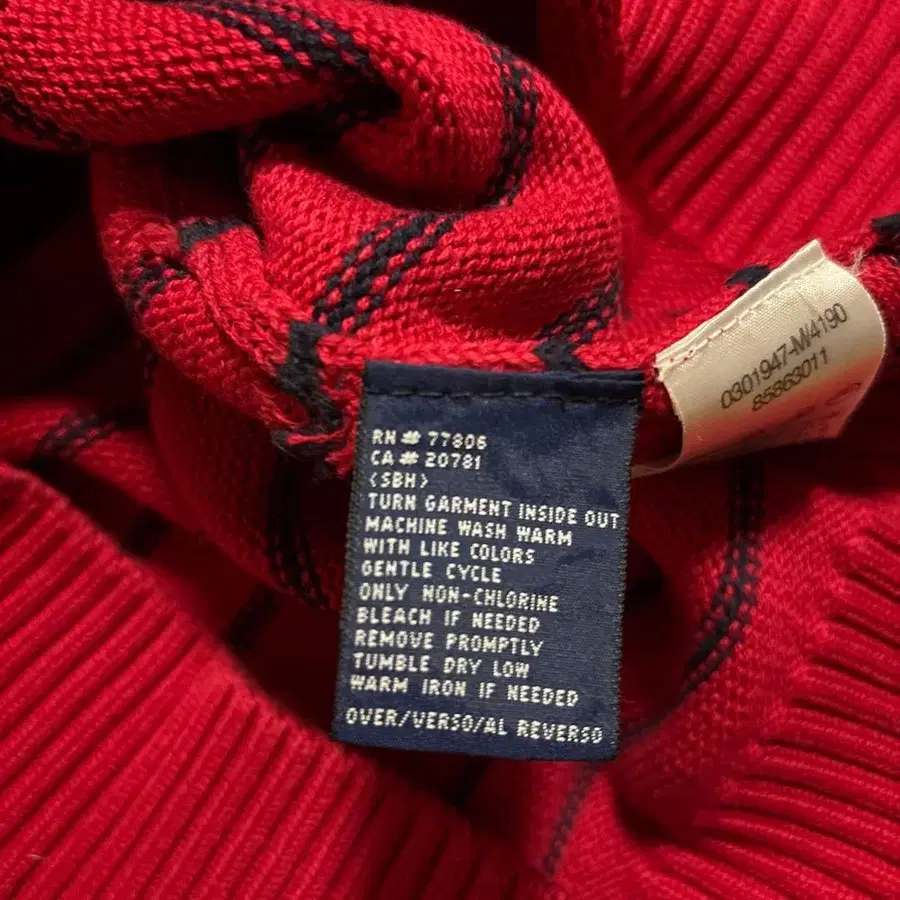 RN # 77806
CA # 20781
<SBH>
TURN GARMENT INSIDE OUT
MACHINE WASH WARM
WITH LIKE COLORS
GENTLE CYCLE
ONLY NON-CHLORINE
BLEACH IF NEEDED
REMOVE PROMPTLY
TUMBLE DRY LOW
WARM IRON IF NEEDED
OVER/VERSO/AL REVERSO
0301947-M/4190
85863011